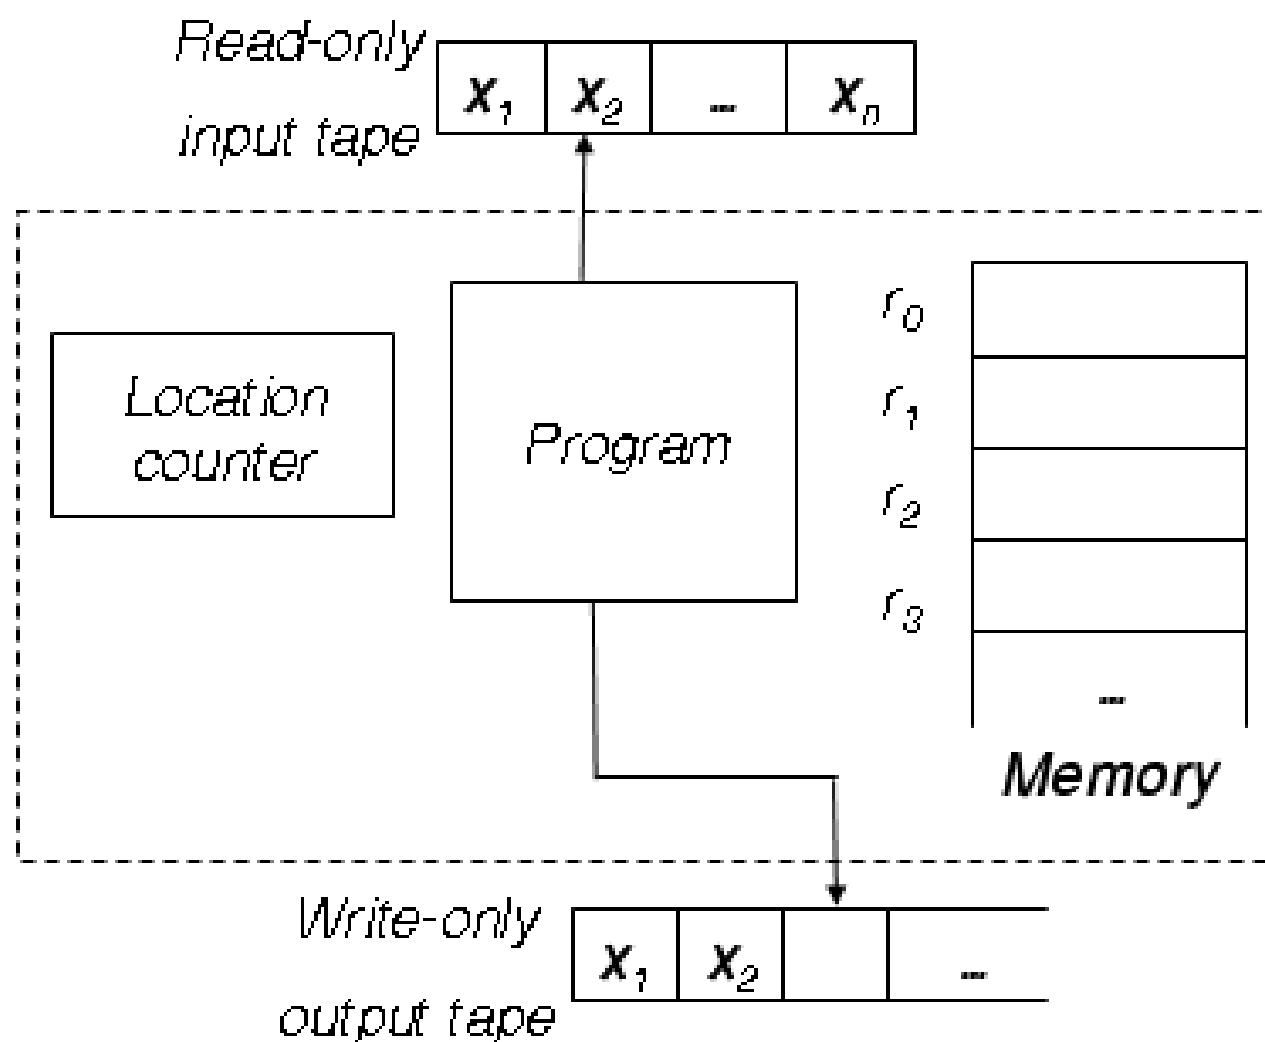 Read-only
input tape
x₁ x₂ ... xₙ
Location
counter
Program
r₀
r₁
r₂
r₃
...
Memory
Write-only
output tape
x₁ x₂ ...